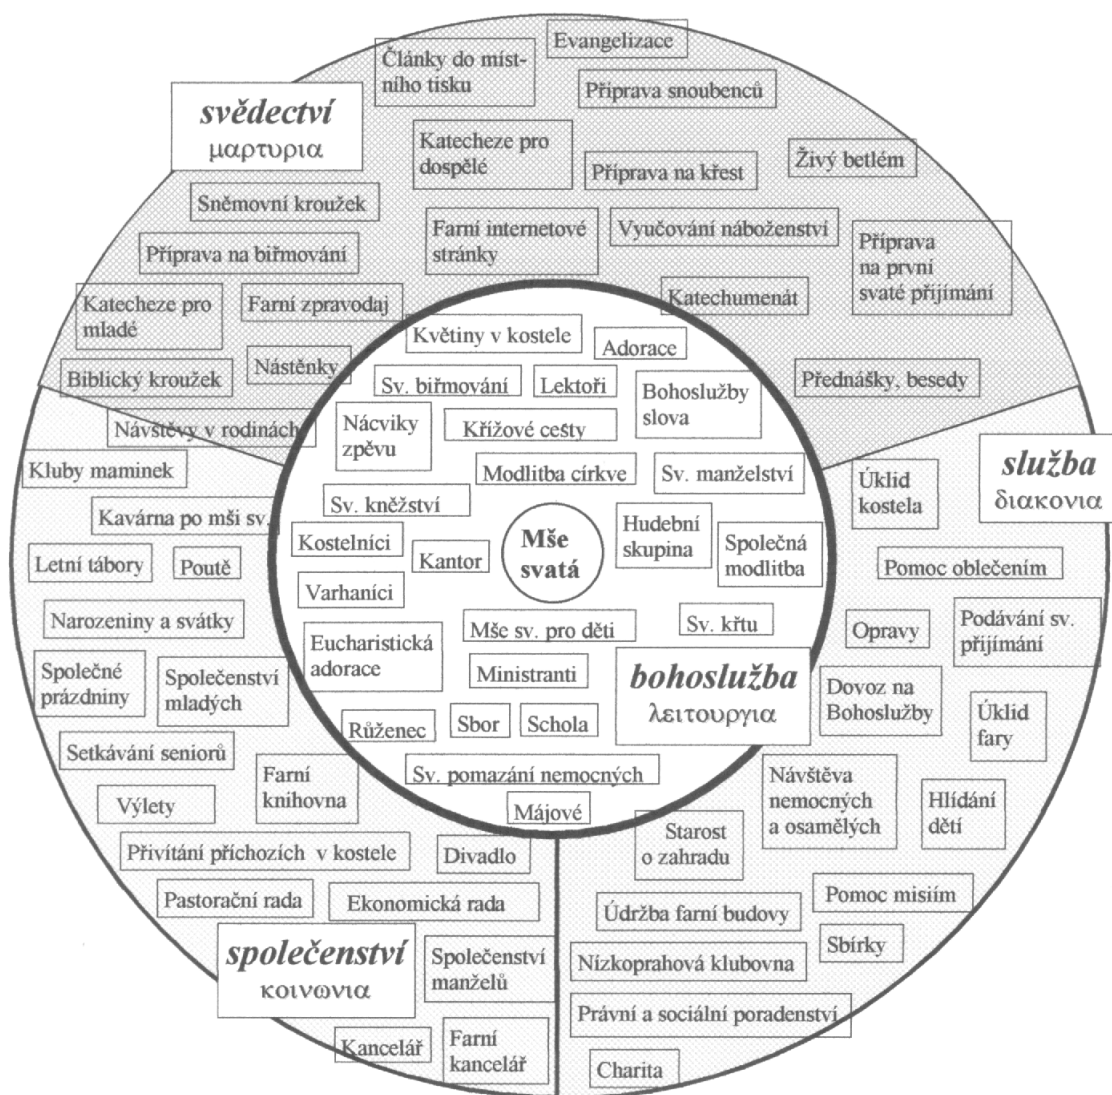 Evangelizace
Články do míst-
ního tisku
Příprava snoubenců
svědectví
μαρτυρια
Katecheze pro
dospělé
Živý betlém
Příprava na křest
Sněmovní kroužek
Farní internetové
stránky
Vyučování náboženství
Příprava
na první
svaté přijímání
Příprava na biřmování
Katecheze pro
mladé
Farní zpravodaj
Katechumenát
Biblický kroužek
Nástěnky
Přednášky, besedy
Návštěvy v rodinách
Květiny v kostele
Adorace
Sv. biřmování
Lektoři
Bohoslužby
slova
Nácviky
zpěvu
Křížové cešty
Modlitba církve
Sv. manželství
Sv. kněžství
Mše
svatá
Hudební
skupina
Společná
modlitba
Kostelníci
Kantor
Varhaníci
Mše sv. pro děti
Sv. křtu
Eucharistická
adorace
Ministranti
bohoslužba
λειτουργια
Růženec
Sbor
Schola
Sv. pomazání nemocných
Májové
služba
διακονια
Úklid
kostela
Pomoc oblečením
Opravy
Podávání sv.
přijímání
Dovoz na
Bohoslužby
Úklid
fary
Návštěva
nemocných
a osamělých
Hlídání
dětí
Starost
o zahradu
Pomoc misiím
Údržba farní budovy
Sbírky
Nízkoprahová klubovna
Právní a sociální poradenství
Charita
Kluby maminek
Kavárna po mši sv.
Letní tábory
Poutě
Narozeniny a svátky
Společné
prázdniny
Společenství
mladých
Setkávání seniorů
Farní
knihovna
Výlety
Přivítání příchozích v kostele
Divadlo
Pastorační rada
Ekonomická rada
společenství
κοινωνια
Společenství
manželů
Kancelář
Farní
kancelář